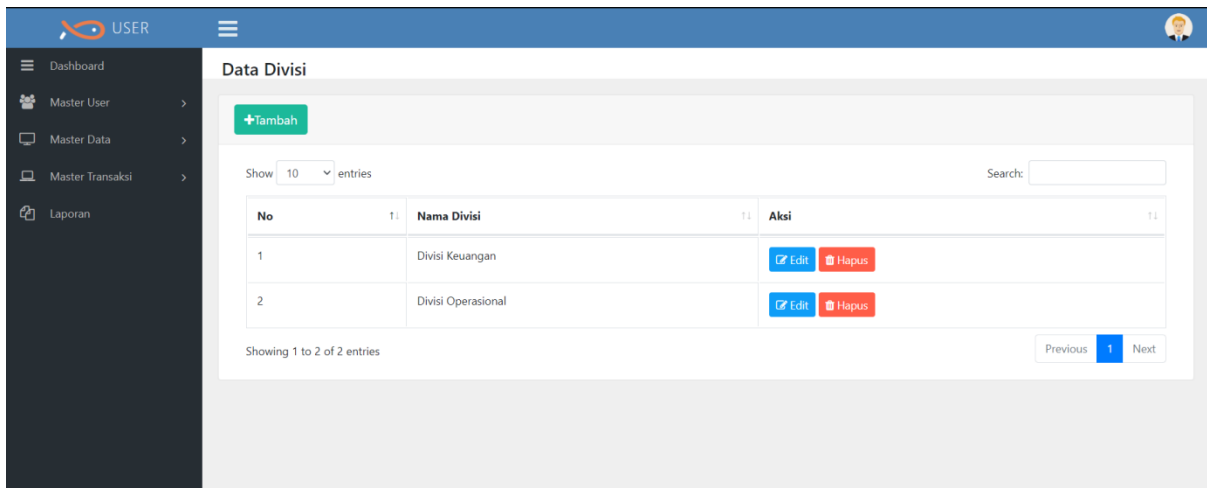 USER
Dashboard
Master User
Master Data
Master Transaksi
Laporan
Data Divisi
+Tambah
Show 10 entries Search:
No Nama Divisi Aksi
1 Divisi Keuangan Edit Hapus
2 Divisi Operasional Edit Hapus
Showing 1 to 2 of 2 entries Previous 1 Next